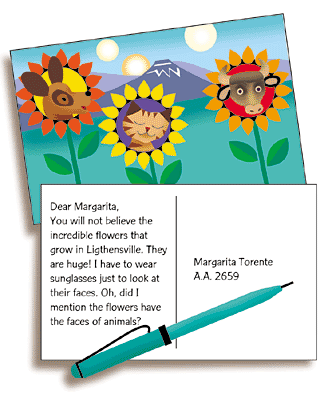 Dear Margarita,
You will not believe the
incredible flowers that
grow in Ligthensville. They
are huge! I have to wear
sunglasses just to look at
their faces. Oh, did I
mention the flowers have
the faces of animals?
Margarita Torente
A.A. 2659